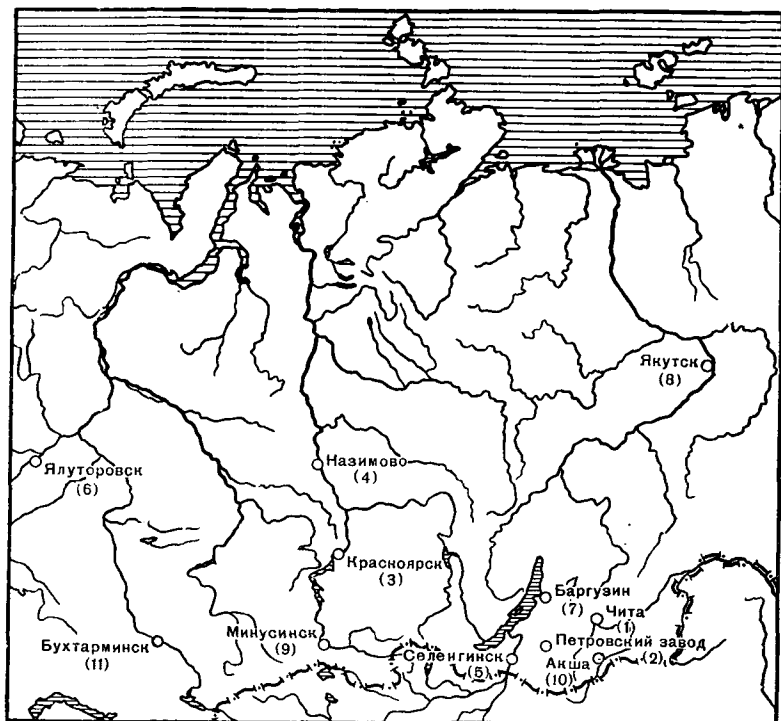 Якутск
(8)
Назимово
(4)
Ялуторовск
(6)
Красноярск
(3)
Баргузин
(7)
Чита
(1)
Бухтарминск
(11)
Минусинск
(9)
Петровский завод
(2)
Селенгинск
(5)
Акша
(10)